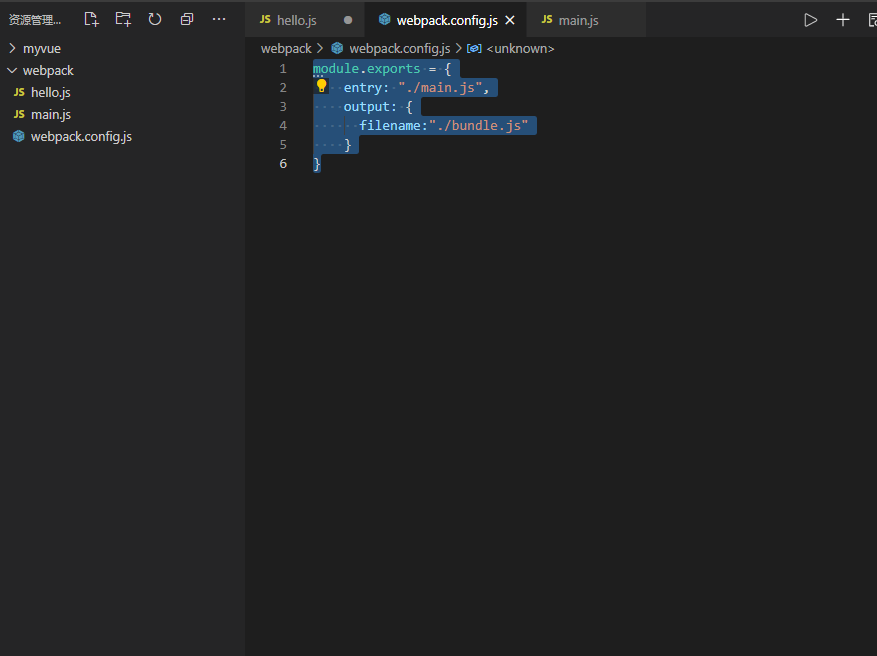 资源管理...
myvue
webpack
JS hello.js
JS main.js
webpack.config.js
JS hello.js
webpack.config.js
JS main.js
webpack > webpack.config.js > <unknown>
1 module.exports = {
2 entry: "./main.js",
3 output: {
4 filename:"./bundle.js"
5 }
6 }